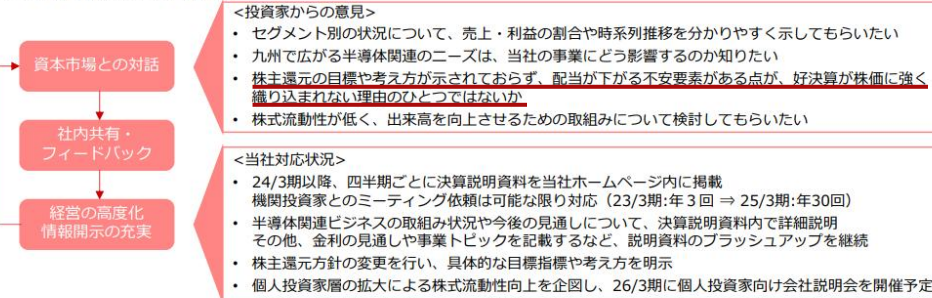 <投資家からの意見>
• セグメント別の状況について、売上・利益の割合や時系列推移を分かりやすく示してもらいたい
• 九州で広がる半導体関連のニーズは、当社の事業にどう影響するのか知りたい
• 株主還元の目標や考え方が示されておらず、配当が下がる不安要素がある点が、好決算が株価に強く
織り込まれない理由のひとつではないか
• 株式流動性が低く、出来高を向上させるための取組みについて検討してもらいたい
資本市場との対話
社内共有・
フィードバック
経営の高度化
情報開示の充実
<当社対応状況>
• 24/3期以降、四半期ごとに決算説明資料を当社ホームページ内に掲載
機関投資家とのミーティング依頼は可能な限り対応（23/3期:年３回 ⇒ 25/3期:年30回）
• 半導体関連ビジネスの取組み状況や今後の見通しについて、決算説明資料内で詳細説明
その他、金利の見通しや事業トピックを記載するなど、説明資料のブラッシュアップを継続
• 株主還元方針の変更を行い、具体的な目標指標や考え方を明示
• 個人投資家層の拡大による株式流動性向上を企図し、26/3期に個人投資家向け会社説明会を開催予定